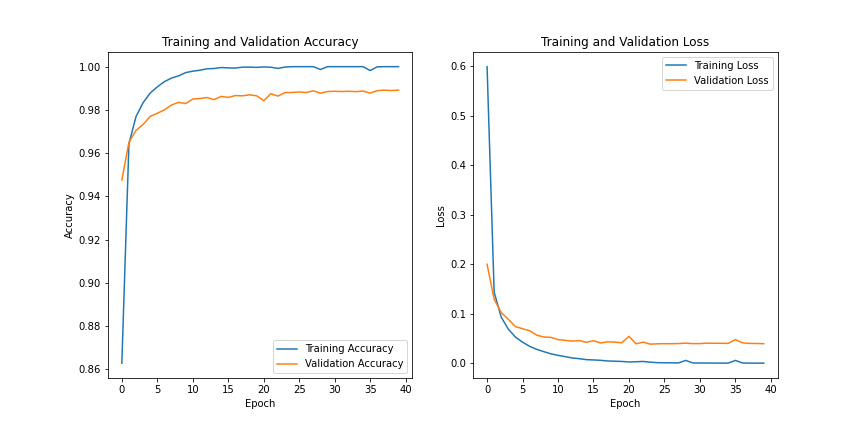 Training and Validation Accuracy
1.00
0.98
0.96
0.94
0.92
0.90
0.88
0.86
Accuracy
0 5 10 15 20 25 30 35 40
Epoch
Training Accuracy
Validation Accuracy
Training and Validation Loss
0.6
0.5
0.4
0.3
0.2
0.1
0.0
Loss
0 5 10 15 20 25 30 35 40
Epoch
Training Loss
Validation Loss